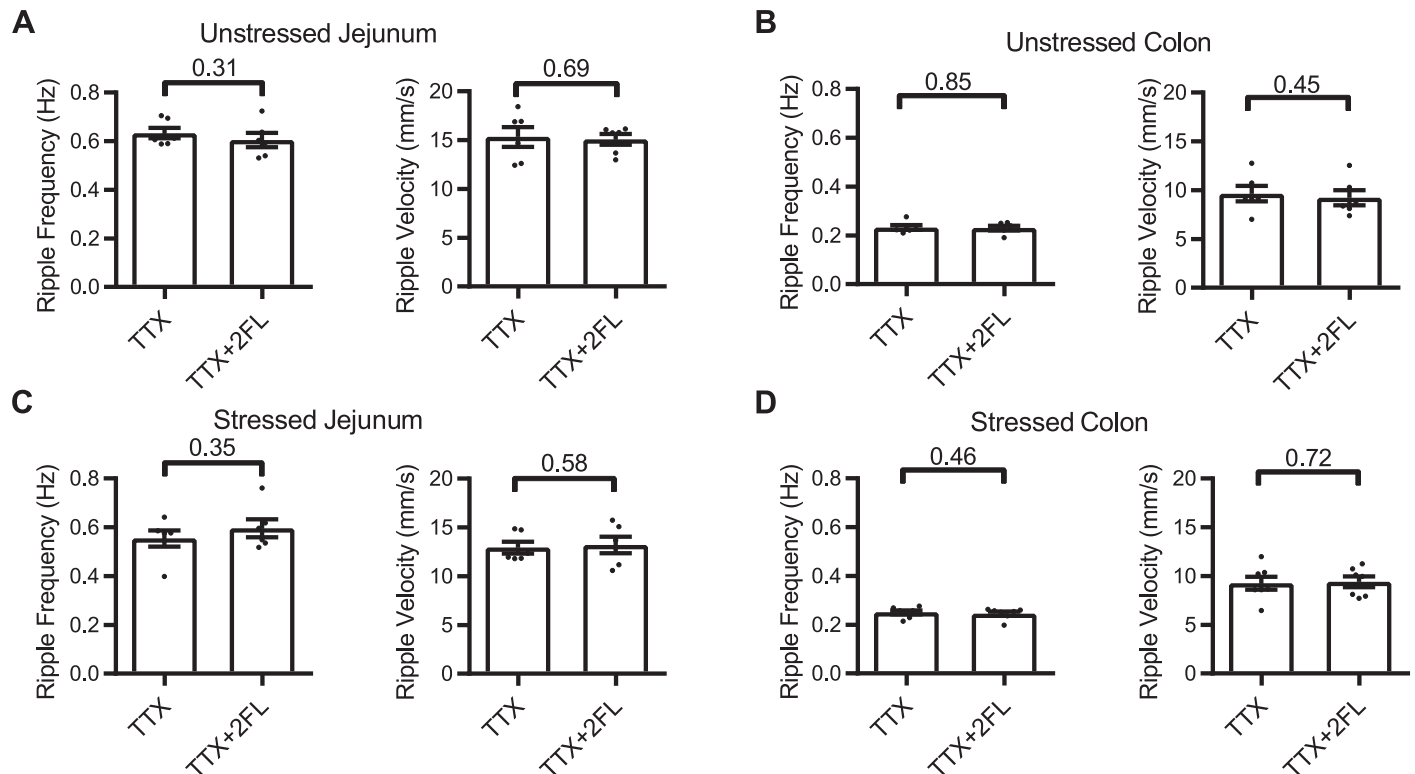 A
Unstressed Jejunum
Ripple Frequency (Hz)
0.8
0.6
0.4
0.2
0.0
0.31
TTX
TTX+2FL
Ripple Velocity (mm/s)
20
15
10
5
0
0.69
TTX
TTX+2FL
B
Unstressed Colon
Ripple Frequency (Hz)
0.8
0.6
0.4
0.2
0.0
0.85
TTX
TTX+2FL
Ripple Velocity (mm/s)
20
15
10
5
0
0.45
TTX
TTX+2FL
C
Stressed Jejunum
Ripple Frequency (Hz)
0.8
0.6
0.4
0.2
0.0
0.35
TTX
TTX+2FL
Ripple Velocity (mm/s)
20
15
10
5
0
0.58
TTX
TTX+2FL
D
Stressed Colon
Ripple Frequency (Hz)
0.8
0.6
0.4
0.2
0.0
0.46
TTX
TTX+2FL
Ripple Velocity (mm/s)
20
15
10
5
0
0.72
TTX
TTX+2FL